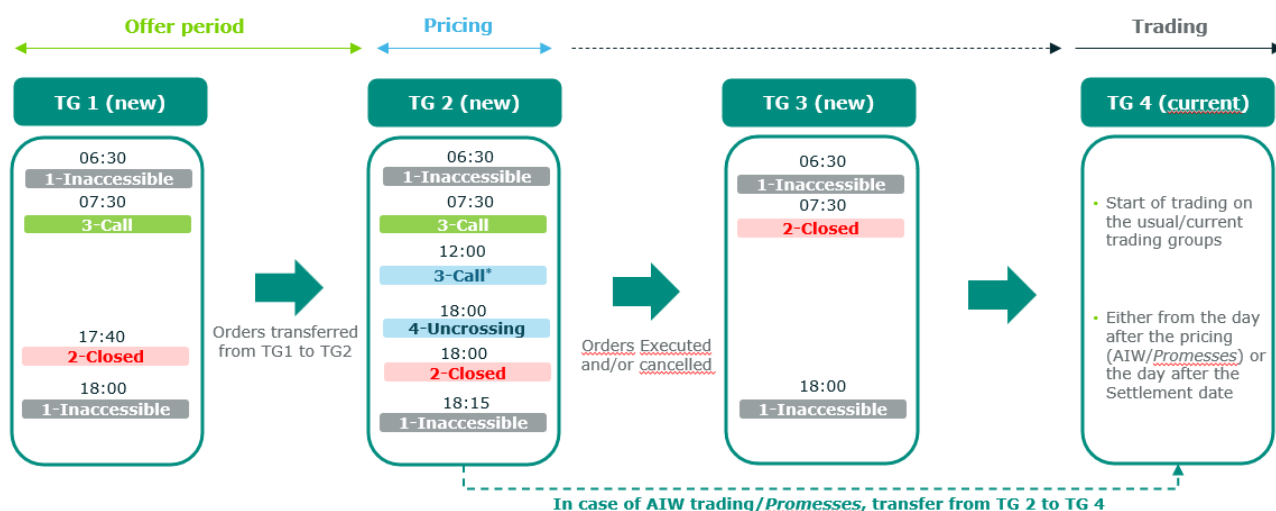 Offer period
Pricing
Trading
TG 1 (new)
TG 2 (new)
TG 3 (new)
TG 4 (current)
06:30
1-Inaccessible
07:30
3-Call
17:40
2-Closed
18:00
1-Inaccessible
Orders transferred
from TG1 to TG2
06:30
1-Inaccessible
07:30
3-Call
12:00
3-Call*
18:00
4-Uncrossing
18:00
2-Closed
18:15
1-Inaccessible
Orders Executed
and/or cancelled
06:30
1-Inaccessible
07:30
2-Closed
18:00
1-Inaccessible
• Start of trading on
the usual/current
trading groups
• Either from the day
after the pricing
(AIW/Promesses) or
the day after the
Settlement date
In case of AIW trading/Promesses, transfer from TG 2 to TG 4